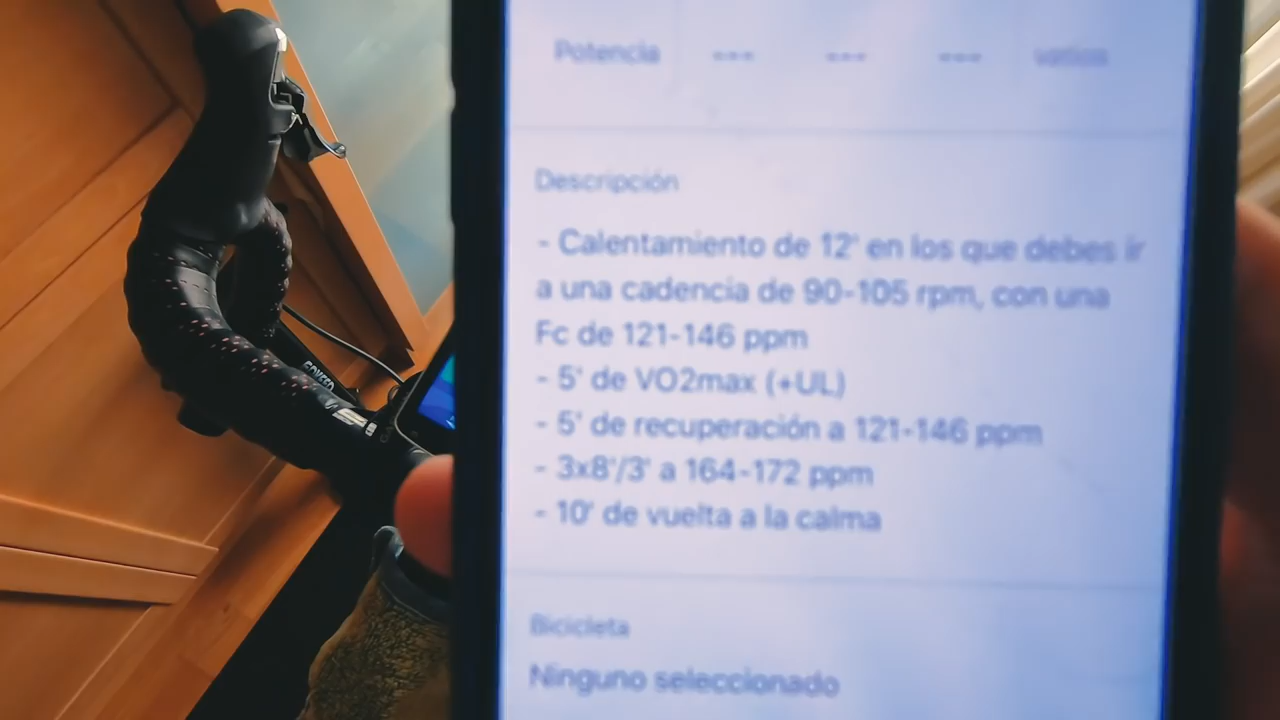 Potencia --- --- --- vatios
Descripción
- Calentamiento de 12' en los que debes ir
a una cadencia de 90-105 rpm, con una
Fc de 121-146 ppm
- 5' de VO2max (+UL)
- 5' de recuperación a 121-146 ppm
- 3x8'/3' a 164-172 ppm
- 10' de vuelta a la calma
Bicicleta
Ninguno seleccionado